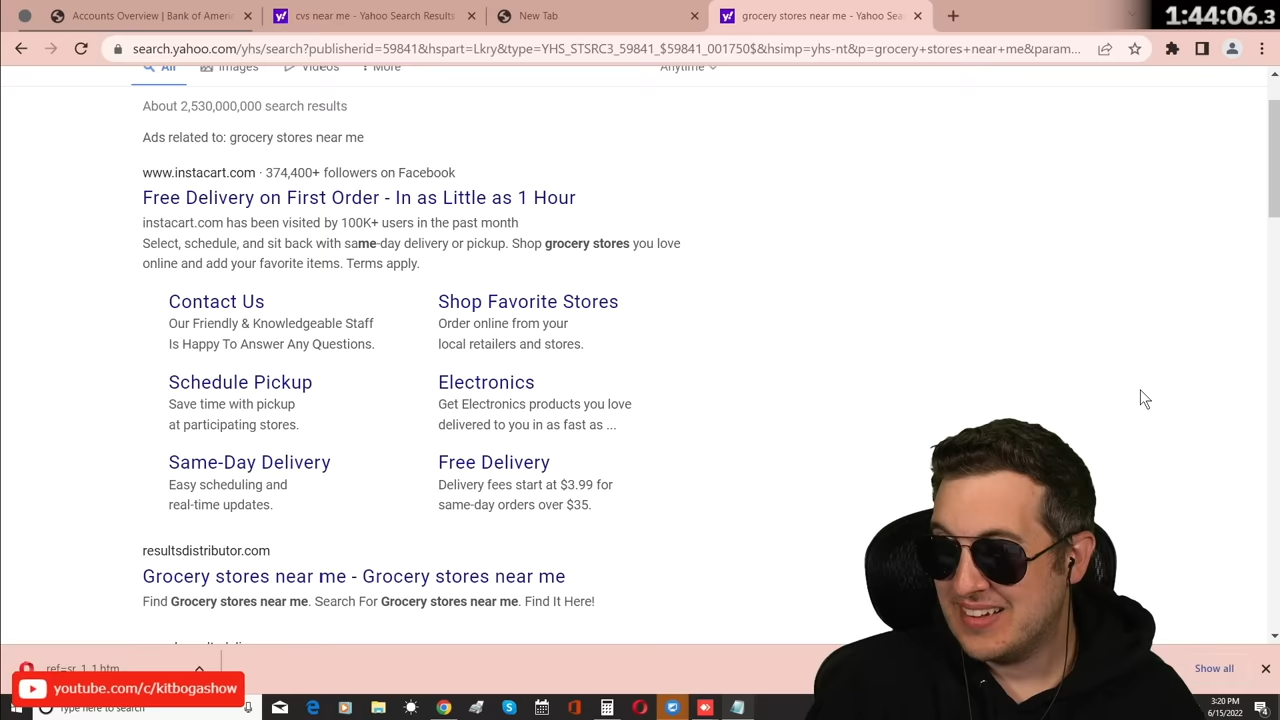 Accounts Overview | Bank of Amer
cvs near me - Yahoo Search Results
New Tab
grocery stores near me - Yahoo Sea
1:44:06.3
search.yahoo.com/yhs/search?publisherid=59841&hspart=Lkry&type=YHS_STSRC3_59841_$59841_001750$&hsimp=yhs-nt&p=grocery+stores+near+me&param...
All
Images
Videos
More
Anytime
About 2,530,000,000 search results
Ads related to: grocery stores near me
www.instacart.com · 374,400+ followers on Facebook
Free Delivery on First Order - In as Little as 1 Hour
instacart.com has been visited by 100K+ users in the past month
Select, schedule, and sit back with same-day delivery or pickup. Shop grocery stores you love
online and add your favorite items. Terms apply.
Contact Us
Our Friendly & Knowledgeable Staff
Is Happy To Answer Any Questions.
Shop Favorite Stores
Order online from your
local retailers and stores.
Schedule Pickup
Save time with pickup
at participating stores.
Electronics
Get Electronics products you love
delivered to you in as fast as ...
Same-Day Delivery
Easy scheduling and
real-time updates.
Free Delivery
Delivery fees start at $3.99 for
same-day orders over $35.
resultsdistributor.com
Grocery stores near me - Grocery stores near me
Find Grocery stores near me. Search For Grocery stores near me. Find It Here!
ref=sr_1_1.htm
Show all
youtube.com/c/kitbogashow
Type here to search
3:20 PM
6/15/2022